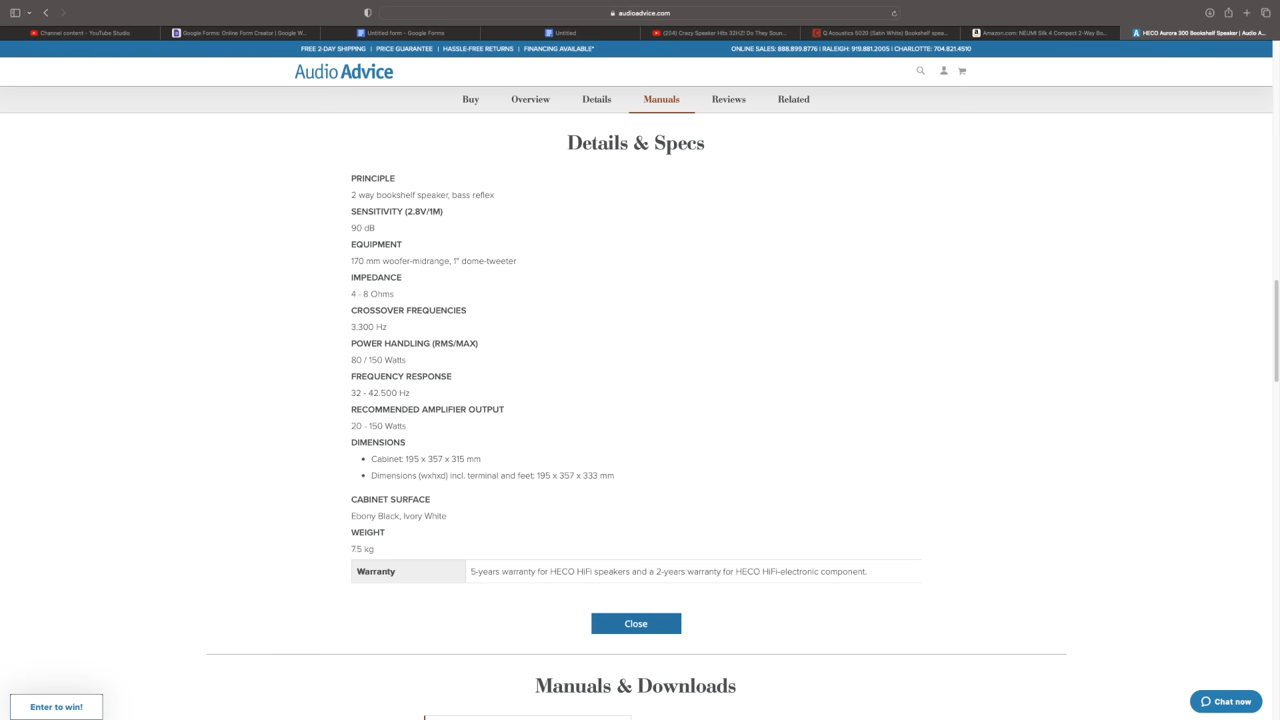 audioadvice.com
Channel content - YouTube Studio
Google Forms: Online Form Creator | Google W...
Untitled form - Google Forms
Untitled
(204) Crazy Speaker Hits 32HZ! Do They Soun...
Q Acoustics 5020 (Satin White) Bookshelf spea...
Amazon.com: NEUMI Silk 4 Compact 2-Way Bo...
HECO Aurora 300 Bookshelf Speaker | Audio A...
FREE 2-DAY SHIPPING | PRICE GUARANTEE | HASSLE-FREE RETURNS | FINANCING AVAILABLE*
ONLINE SALES: 888.899.8776 | RALEIGH: 919.881.2005 | CHARLOTTE: 704.821.4510
Audio Advice
Buy
Overview
Details
Manuals
Reviews
Related
Details & Specs
PRINCIPLE
2 way bookshelf speaker, bass reflex
SENSITIVITY (2.8V/1M)
90 dB
EQUIPMENT
170 mm woofer-midrange, 1" dome-tweeter
IMPEDANCE
4 - 8 Ohms
CROSSOVER FREQUENCIES
3.300 Hz
POWER HANDLING (RMS/MAX)
80 / 150 Watts
FREQUENCY RESPONSE
32 - 42.500 Hz
RECOMMENDED AMPLIFIER OUTPUT
20 - 150 Watts
DIMENSIONS
• Cabinet: 195 x 357 x 315 mm
• Dimensions (wxhxd) incl. terminal and feet: 195 x 357 x 333 mm
CABINET SURFACE
Ebony Black, Ivory White
WEIGHT
7.5 kg
Warranty
5-years warranty for HECO HiFi speakers and a 2-years warranty for HECO HiFi-electronic component.
Close
Manuals & Downloads
Enter to win!
Chat now